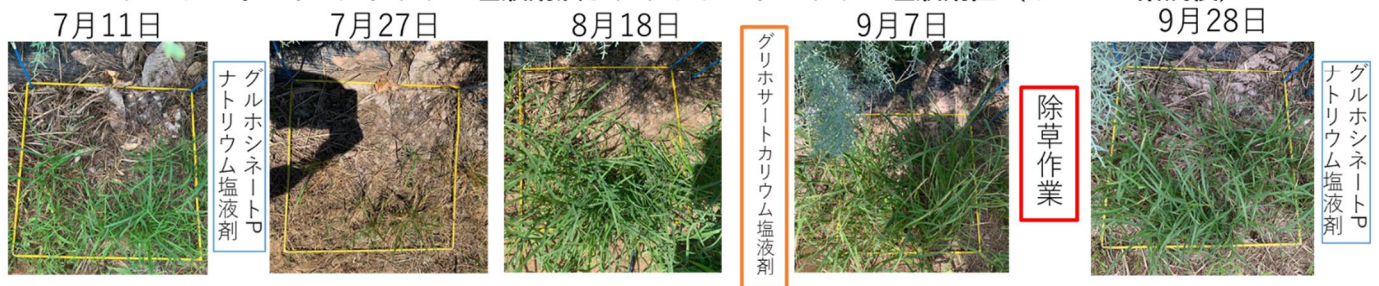 7月11日
グルホシネートP
ナトリウム塩液剤
7月27日
8月18日
グリホサートカリウム塩液剤
9月7日
除草作業
9月28日
グルホシネートP
ナトリウム塩液剤